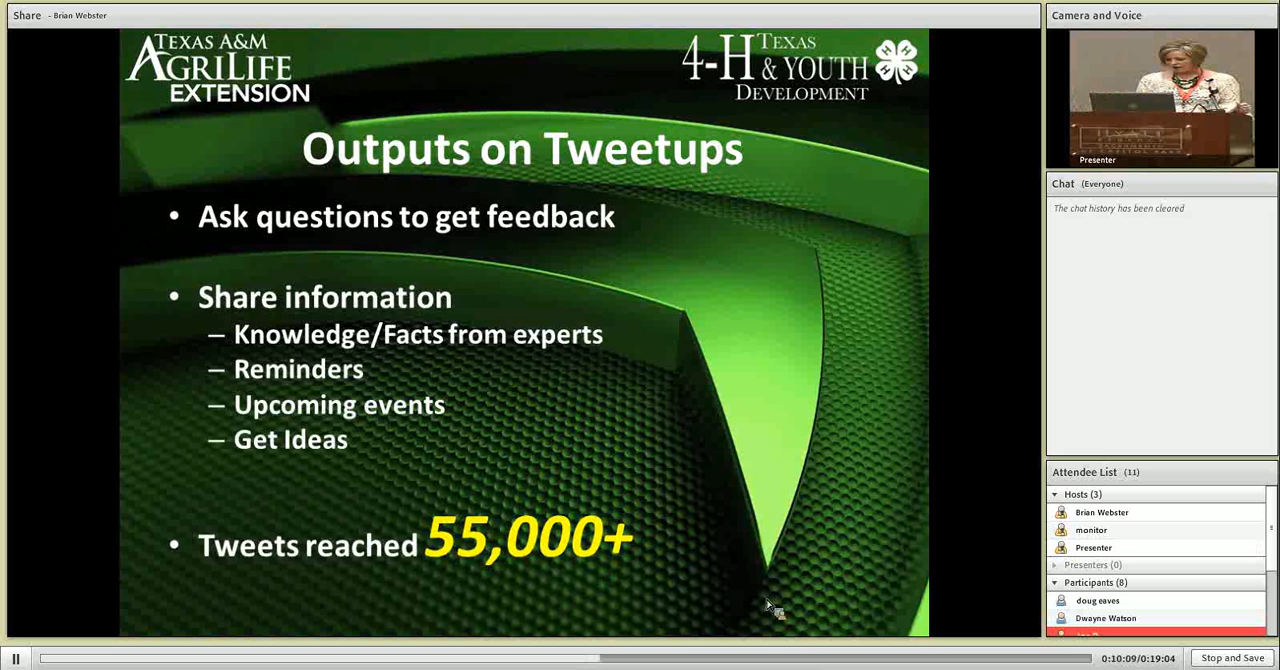 Share - Brian Webster
TEXAS A&M
AGRILIFE
EXTENSION
4-H TEXAS & YOUTH DEVELOPMENT
H H H H
Outputs on Tweetups
• Ask questions to get feedback
• Share information
– Knowledge/Facts from experts
– Reminders
– Upcoming events
– Get Ideas
• Tweets reached 55,000+
Camera and Voice
HYATT
Presenter
Chat (Everyone)
The chat history has been cleared
Attendee List (11)
Hosts (3)
Brian Webster
monitor
Presenter
Presenters (0)
Participants (8)
doug eaves
Dwayne Watson
0:10:09/0:19:04
Stop and Save